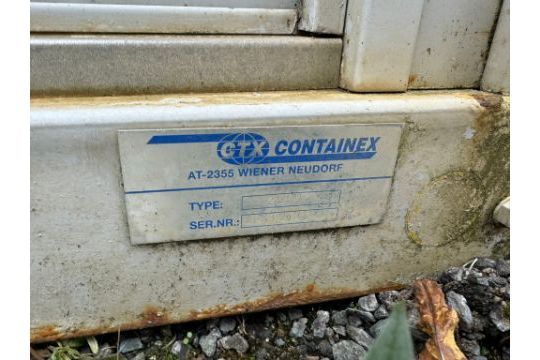 CTX CONTAINEX
AT-2355 WIENER NEUDORF
TYPE:
SER.NR.: